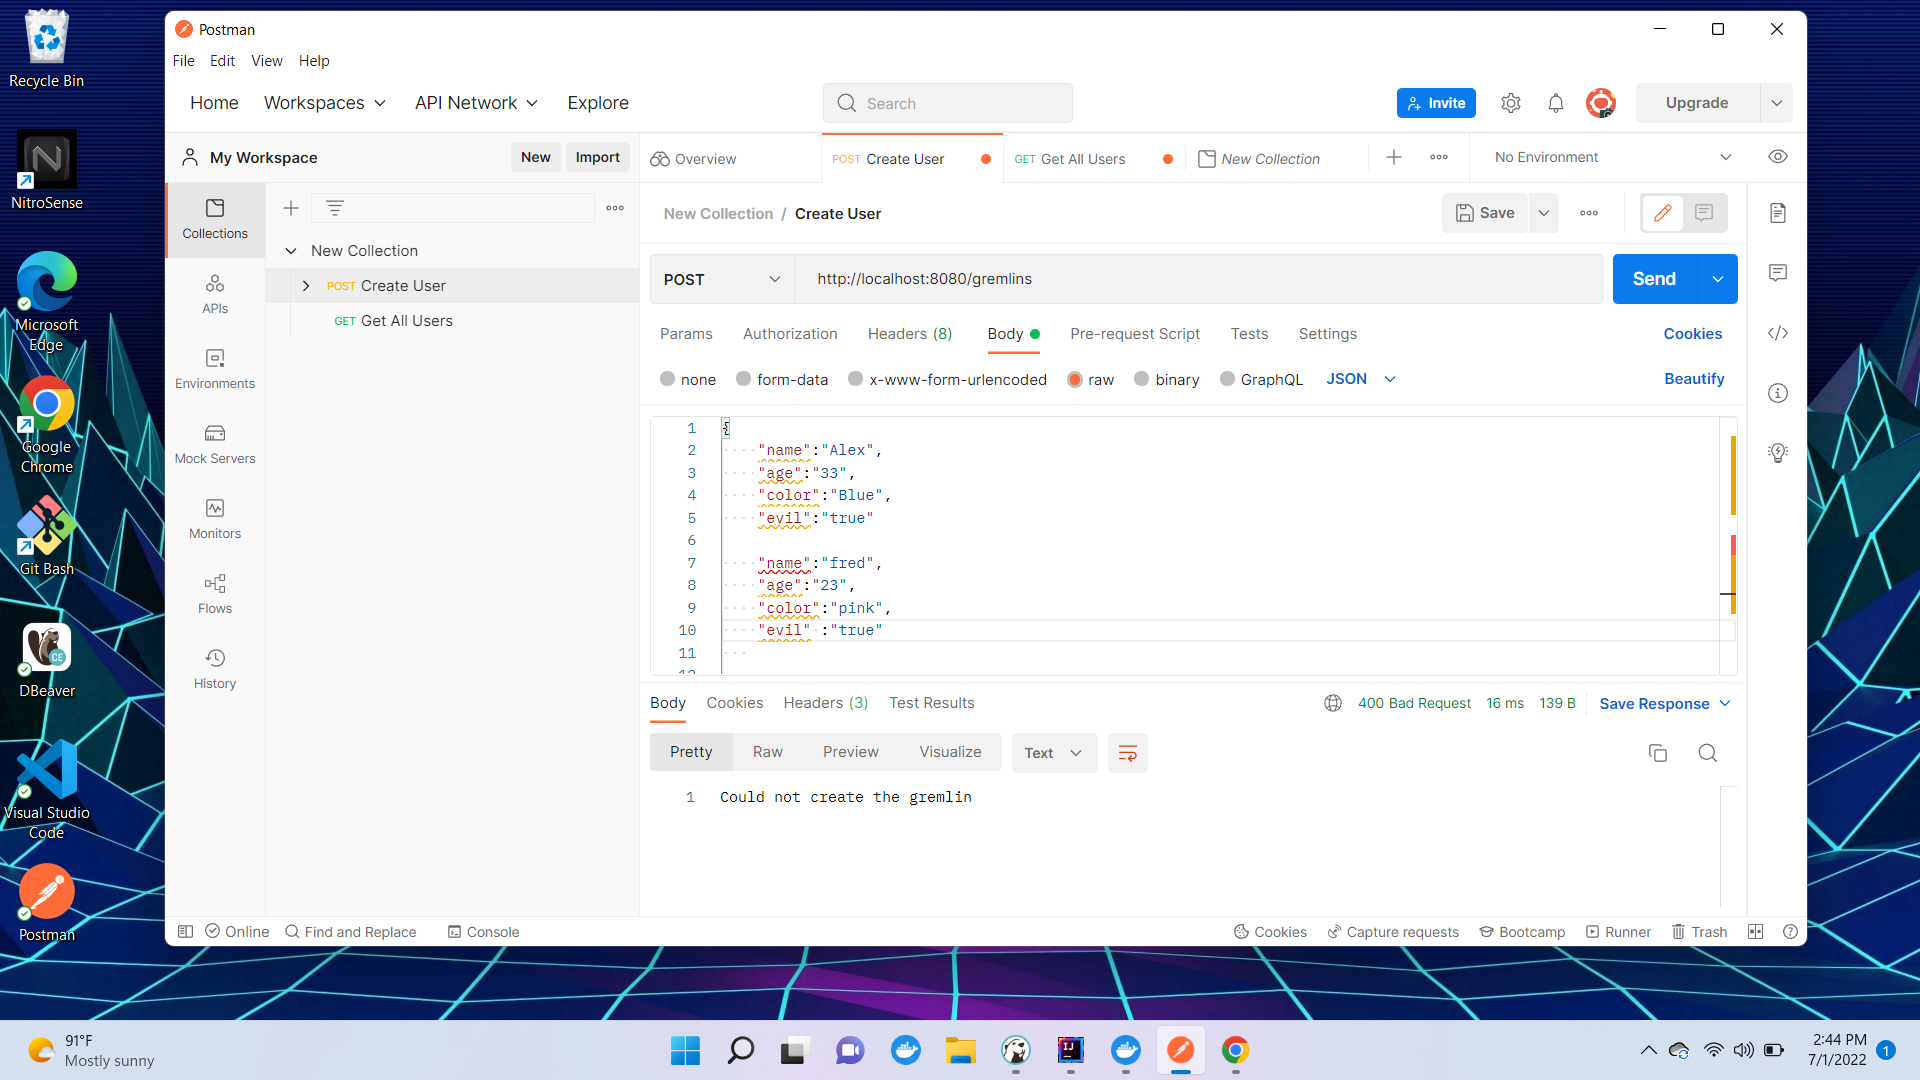 Recycle Bin
NitroSense
Microsoft
Edge
Google
Chrome
Git Bash
CE
DBeaver
Visual Studio
Code
Postman
Postman
File Edit View Help
Home Workspaces API Network Explore
Search
Invite
Upgrade
My Workspace
New Import
Overview
POST Create User
GET Get All Users
New Collection
No Environment
Collections
APIs
Environments
Mock Servers
Monitors
Flows
History
New Collection
POST Create User
GET Get All Users
New Collection / Create User
Save
POST http://localhost:8080/gremlins
Send
Params Authorization Headers (8) Body Pre-request Script Tests Settings Cookies
none form-data x-www-form-urlencoded raw binary GraphQL JSON Beautify
1 {
2 "name":"Alex",
3 "age":"33",
4 "color":"Blue",
5 "evil":"true"
6
7 "name":"fred",
8 "age":"23",
9 "color":"pink",
10 "evil" :"true"
11
Body Cookies Headers (3) Test Results 400 Bad Request 16 ms 139 B Save Response
Pretty Raw Preview Visualize Text
1 Could not create the gremlin
Online Find and Replace Console Cookies Capture requests Bootcamp Runner Trash
91°F
Mostly sunny
IJ
2:44 PM
7/1/2022
1